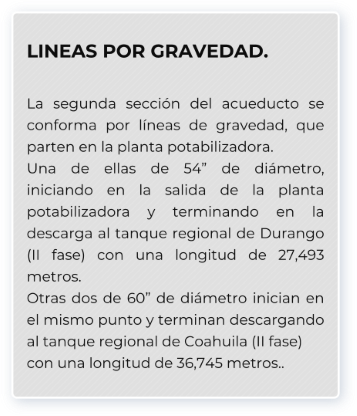 LINEAS POR GRAVEDAD.
La segunda sección del acueducto se
conforma por líneas de gravedad, que
parten en la planta potabilizadora.
Una de ellas de 54” de diámetro,
iniciando en la salida de la planta
potabilizadora y terminando en la
descarga al tanque regional de Durango
(II fase) con una longitud de 27,493
metros.
Otras dos de 60” de diámetro inician en
el mismo punto y terminan descargando
al tanque regional de Coahuila (II fase)
con una longitud de 36,745 metros..